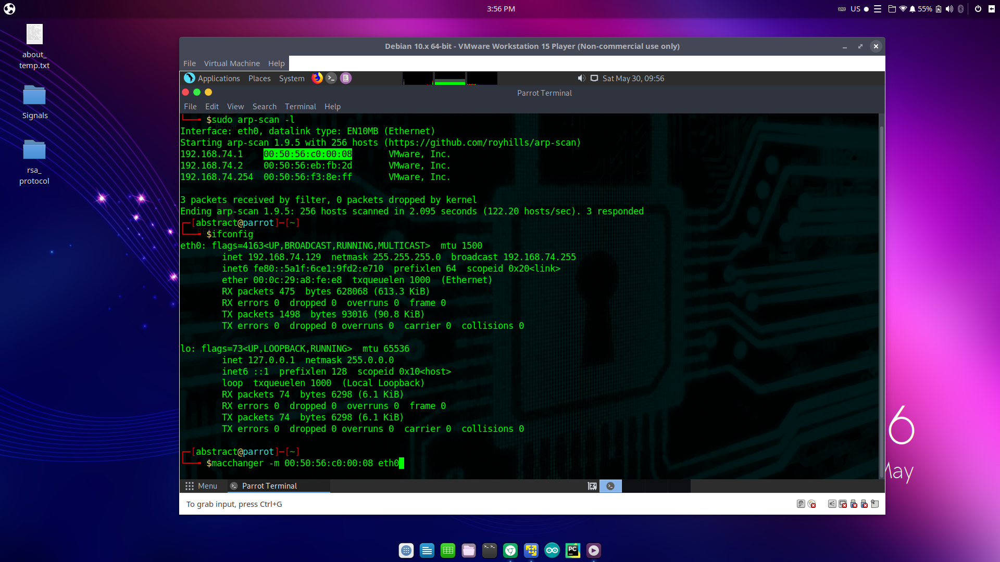 3:56 PM
US
55%
about_
temp.txt
Signals
rsa_
protocol
Debian 10.x 64-bit - VMware Workstation 15 Player (Non-commercial use only)
File Virtual Machine Help
Applications Places System
Sat May 30, 09:56
Parrot Terminal
File Edit View Search Terminal Help
$sudo arp-scan -l
Interface: eth0, datalink type: EN10MB (Ethernet)
Starting arp-scan 1.9.5 with 256 hosts (https://github.com/royhills/arp-scan)
192.168.74.1 00:50:56:c0:00:08 VMware, Inc.
192.168.74.2 00:50:56:eb:fb:2d VMware, Inc.
192.168.74.254 00:50:56:f3:8e:ff VMware, Inc.
3 packets received by filter, 0 packets dropped by kernel
Ending arp-scan 1.9.5: 256 hosts scanned in 2.095 seconds (122.20 hosts/sec). 3 responded
┌─[abstract@parrot]─[~]
└──╼ $ifconfig
eth0: flags=4163<UP,BROADCAST,RUNNING,MULTICAST> mtu 1500
inet 192.168.74.129 netmask 255.255.255.0 broadcast 192.168.74.255
inet6 fe80::5a1f:6ce1:9fd2:e710 prefixlen 64 scopeid 0x20<link>
ether 00:0c:29:a8:fe:e8 txqueuelen 1000 (Ethernet)
RX packets 475 bytes 628068 (613.3 KiB)
RX errors 0 dropped 0 overruns 0 frame 0
TX packets 1498 bytes 93016 (90.8 KiB)
TX errors 0 dropped 0 overruns 0 carrier 0 collisions 0
lo: flags=73<UP,LOOPBACK,RUNNING> mtu 65536
inet 127.0.0.1 netmask 255.0.0.0
inet6 ::1 prefixlen 128 scopeid 0x10<host>
loop txqueuelen 1000 (Local Loopback)
RX packets 74 bytes 6298 (6.1 KiB)
RX errors 0 dropped 0 overruns 0 frame 0
TX packets 74 bytes 6298 (6.1 KiB)
TX errors 0 dropped 0 overruns 0 carrier 0 collisions 0
┌─[abstract@parrot]─[~]
└──╼ $macchanger -m 00:50:56:c0:00:08 eth0
Menu Parrot Terminal
To grab input, press Ctrl+G
6
May
PC